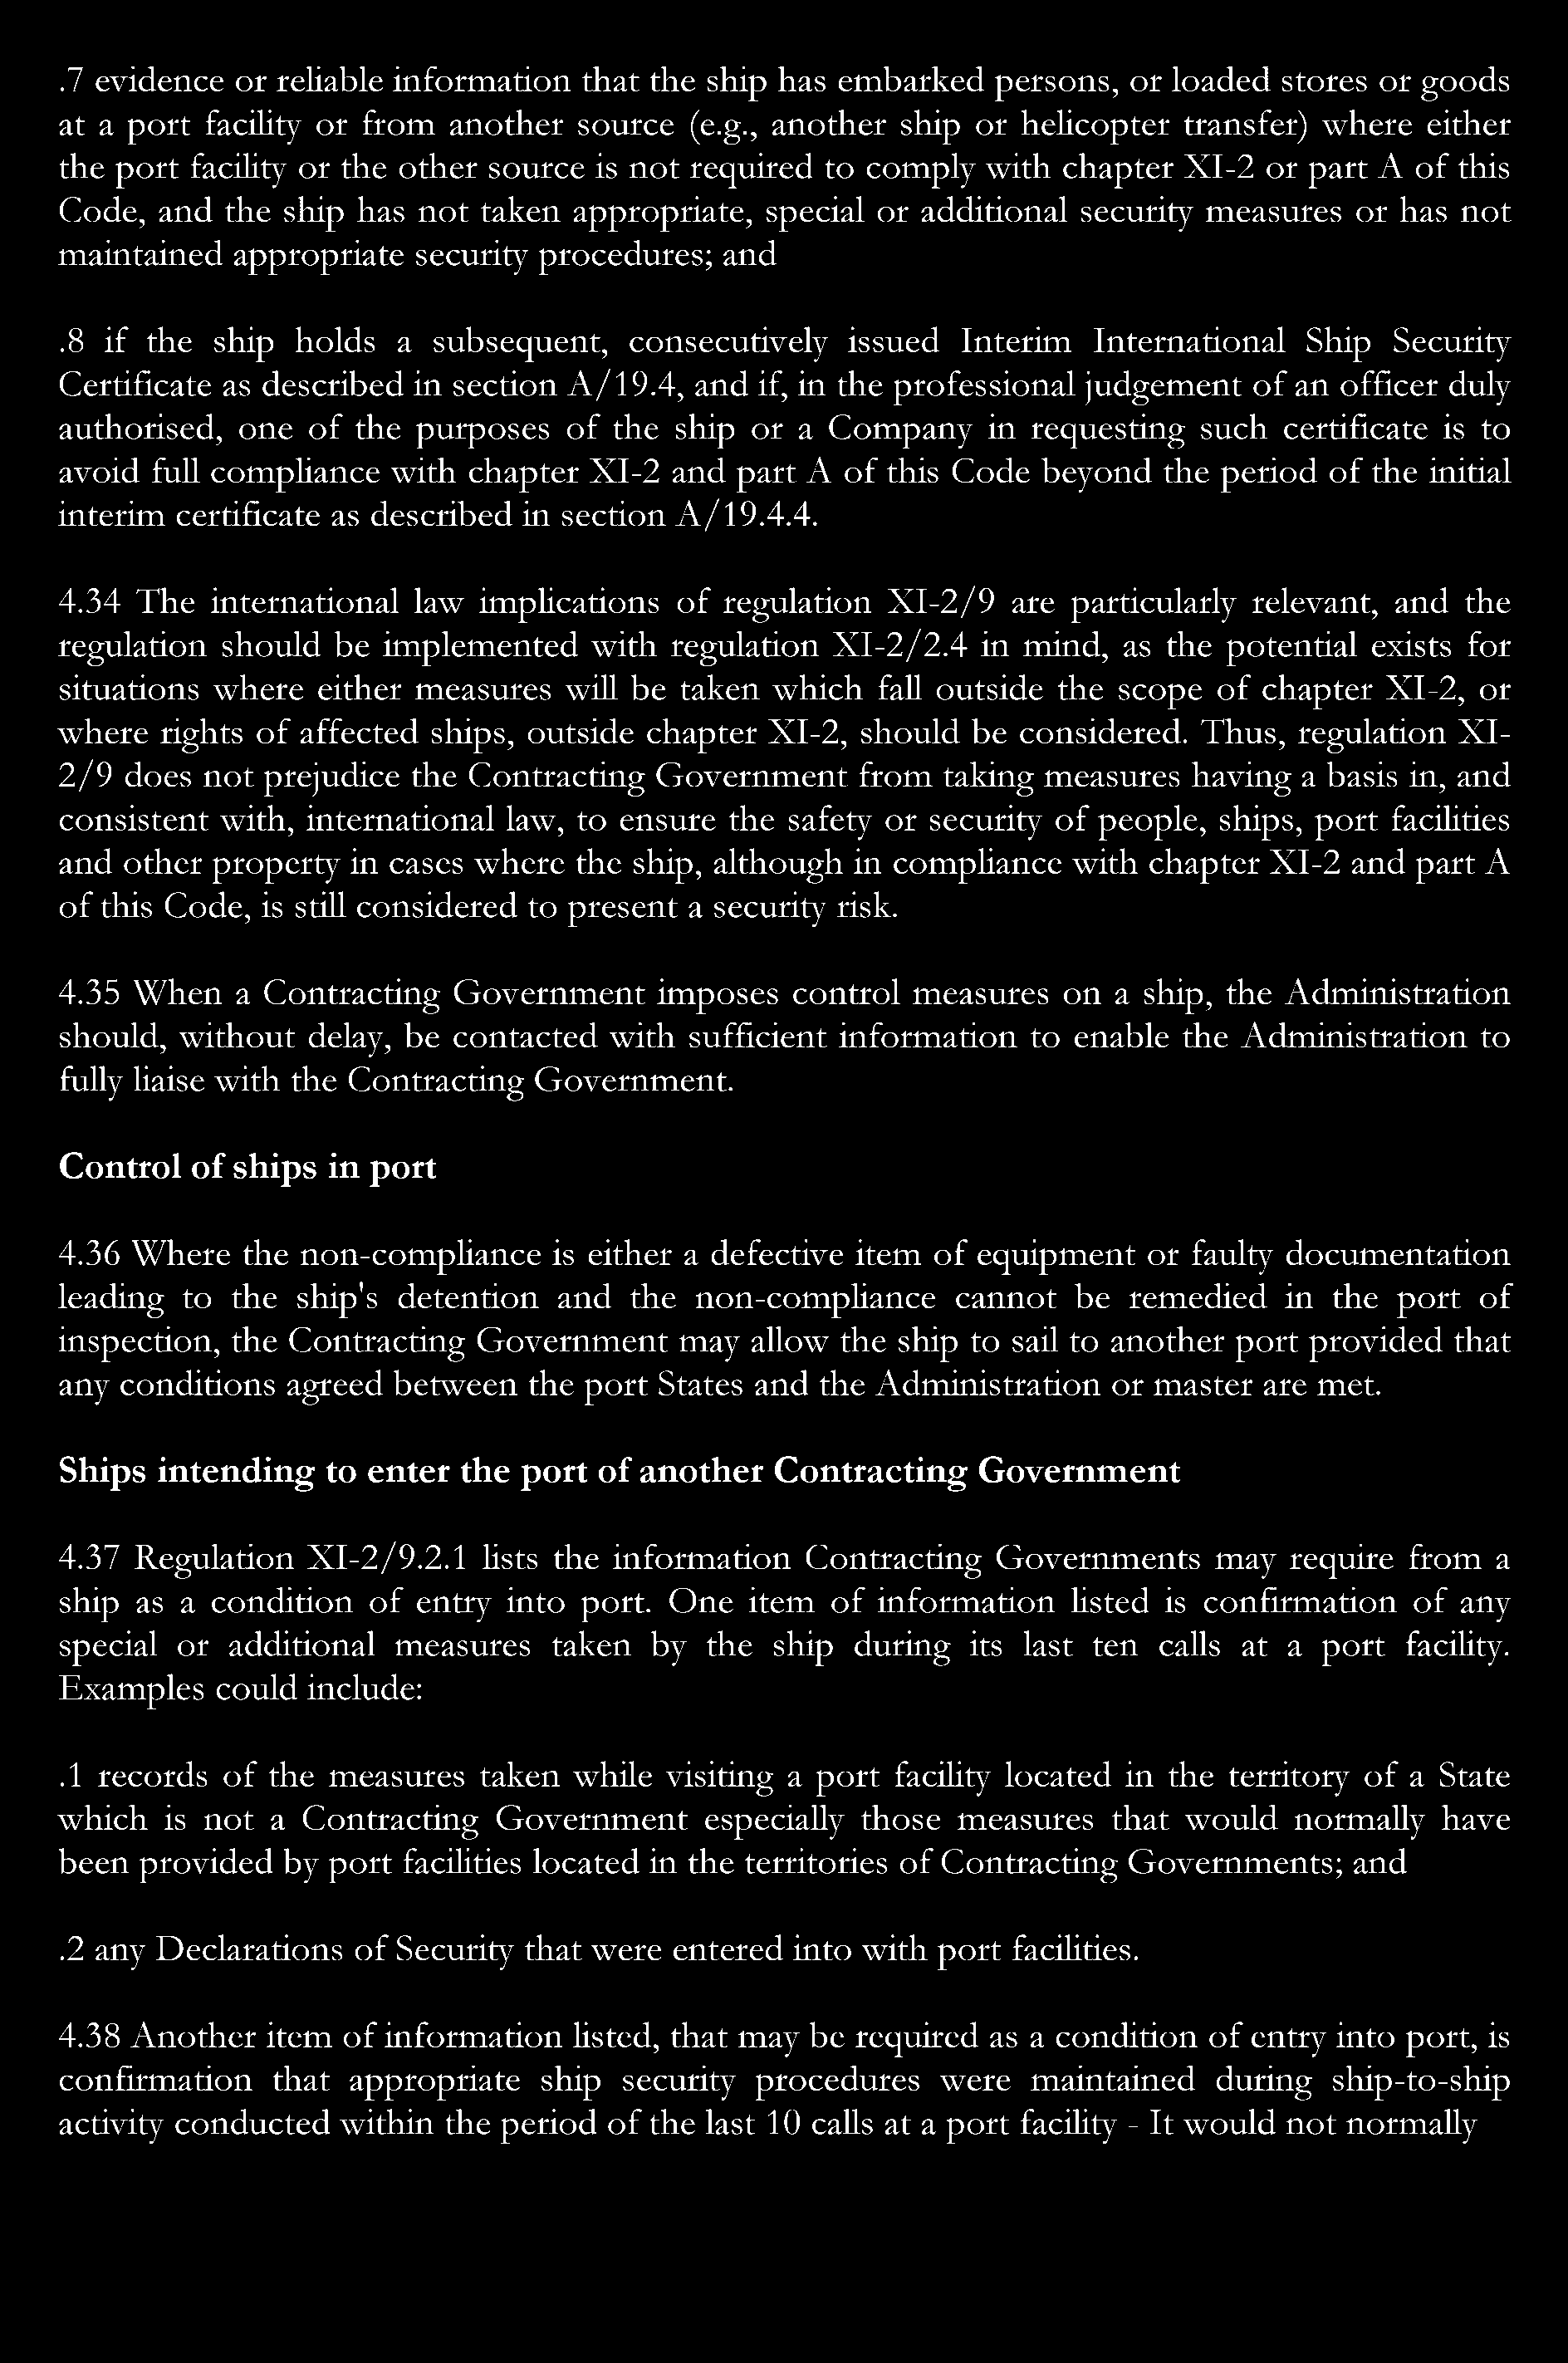 .7 evidence or reliable information that the ship has embarked persons, or loaded stores or goods
at a port facility or from another source (e.g., another ship or helicopter transfer) where either
the port facility or the other source is not required to comply with chapter XI-2 or part A of this
Code, and the ship has not taken appropriate, special or additional security measures or has not
maintained appropriate security procedures; and
.8 if the ship holds a subsequent, consecutively issued Interim International Ship Security
Certificate as described in section A/19.4, and if, in the professional judgement of an officer duly
authorised, one of the purposes of the ship or a Company in requesting such certificate is to
avoid full compliance with chapter XI-2 and part A of this Code beyond the period of the initial
interim certificate as described in section A/19.4.4.
4.34 The international law implications of regulation XI-2/9 are particularly relevant, and the
regulation should be implemented with regulation XI-2/2.4 in mind, as the potential exists for
situations where either measures will be taken which fall outside the scope of chapter XI-2, or
where rights of affected ships, outside chapter XI-2, should be considered. Thus, regulation XI-
2/9 does not prejudice the Contracting Government from taking measures having a basis in, and
consistent with, international law, to ensure the safety or security of people, ships, port facilities
and other property in cases where the ship, although in compliance with chapter XI-2 and part A
of this Code, is still considered to present a security risk.
4.35 When a Contracting Government imposes control measures on a ship, the Administration
should, without delay, be contacted with sufficient information to enable the Administration to
fully liaise with the Contracting Government.
Control of ships in port
4.36 Where the non-compliance is either a defective item of equipment or faulty documentation
leading to the ship's detention and the non-compliance cannot be remedied in the port of
inspection, the Contracting Government may allow the ship to sail to another port provided that
any conditions agreed between the port States and the Administration or master are met.
Ships intending to enter the port of another Contracting Government
4.37 Regulation XI-2/9.2.1 lists the information Contracting Governments may require from a
ship as a condition of entry into port. One item of information listed is confirmation of any
special or additional measures taken by the ship during its last ten calls at a port facility.
Examples could include:
.1 records of the measures taken while visiting a port facility located in the territory of a State
which is not a Contracting Government especially those measures that would normally have
been provided by port facilities located in the territories of Contracting Governments; and
.2 any Declarations of Security that were entered into with port facilities.
4.38 Another item of information listed, that may be required as a condition of entry into port, is
confirmation that appropriate ship security procedures were maintained during ship-to-ship
activity conducted within the period of the last 10 calls at a port facility - It would not normally